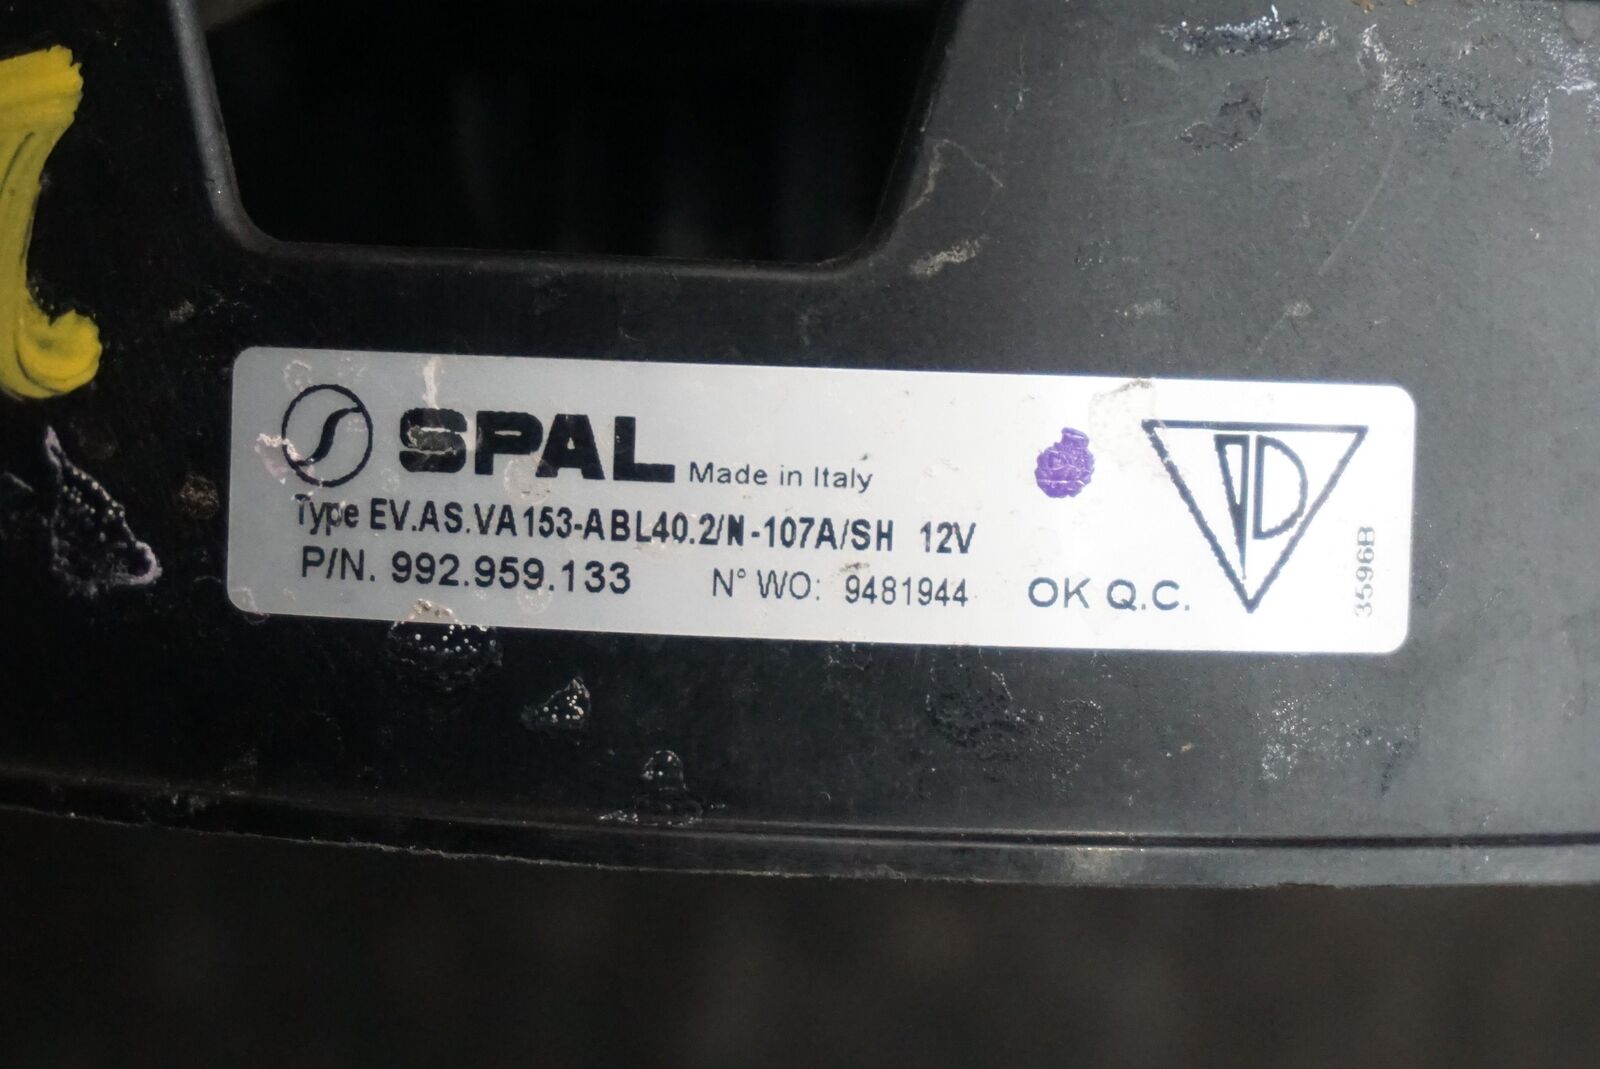 SPAL Made in Italy
Type EV.AS.VA153-ABL40.2/N-107A/SH 12V
P/N. 992.959.133 N° WO: 9481944 OK Q.C.
3596B